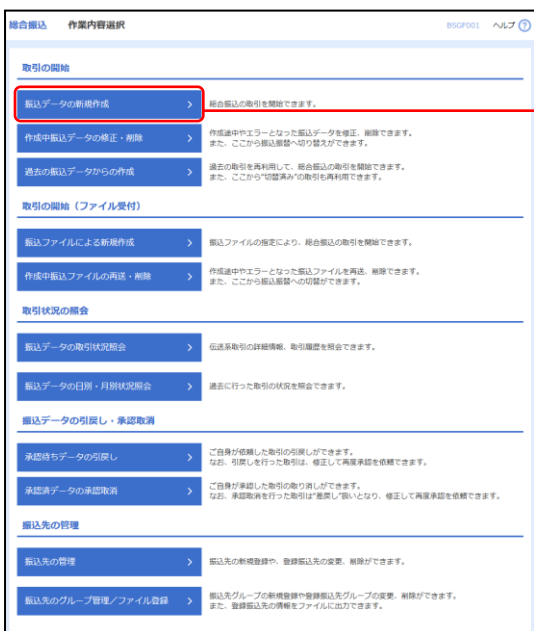 総合振込 作業内容選択 BSGF001 ヘルプ ?
取引の開始
振込データの新規作成 総合振込の取引を開始できます。
作成中振込データの修正・削除 作成途中やエラーとなった振込データを修正、削除できます。
また、ここから振込振替へ切り替えができます。
過去の振込データからの作成 過去の取引を再利用して、総合振込の取引を開始できます。
また、ここから"切替済み"の取引も再利用できます。
取引の開始（ファイル受付）
振込ファイルによる新規作成 振込ファイルの指定により、総合振込の取引を開始できます。
作成中振込ファイルの再送・削除 作成途中やエラーとなった振込ファイルを再送、削除できます。
また、ここから振込振替への切替ができます。
取引状況の照会
振込データの取引状況照会 伝送系取引の詳細情報、取引履歴を照会できます。
振込データの日別・月別状況照会 過去に行った取引の状況を照会できます。
振込データの引戻し・承認取消
承認待ちデータの引戻し ご自身が依頼した取引の引戻しができます。
なお、引戻しを行った取引は、修正して再度承認を依頼できます。
承認済データの承認取消 ご自身が承認した取引の取り消しができます。
なお、承認取消を行った取引は"差戻し"扱いとなり、修正して再度承認を依頼できます。
振込先の管理
振込先の管理 振込先の新規登録や、登録振込先の変更、削除ができます。
振込先のグループ管理／ファイル登録 振込先グループの新規登録や登録振込先グループの変更、削除ができます。
また、登録振込先の情報をファイルに出力できます。